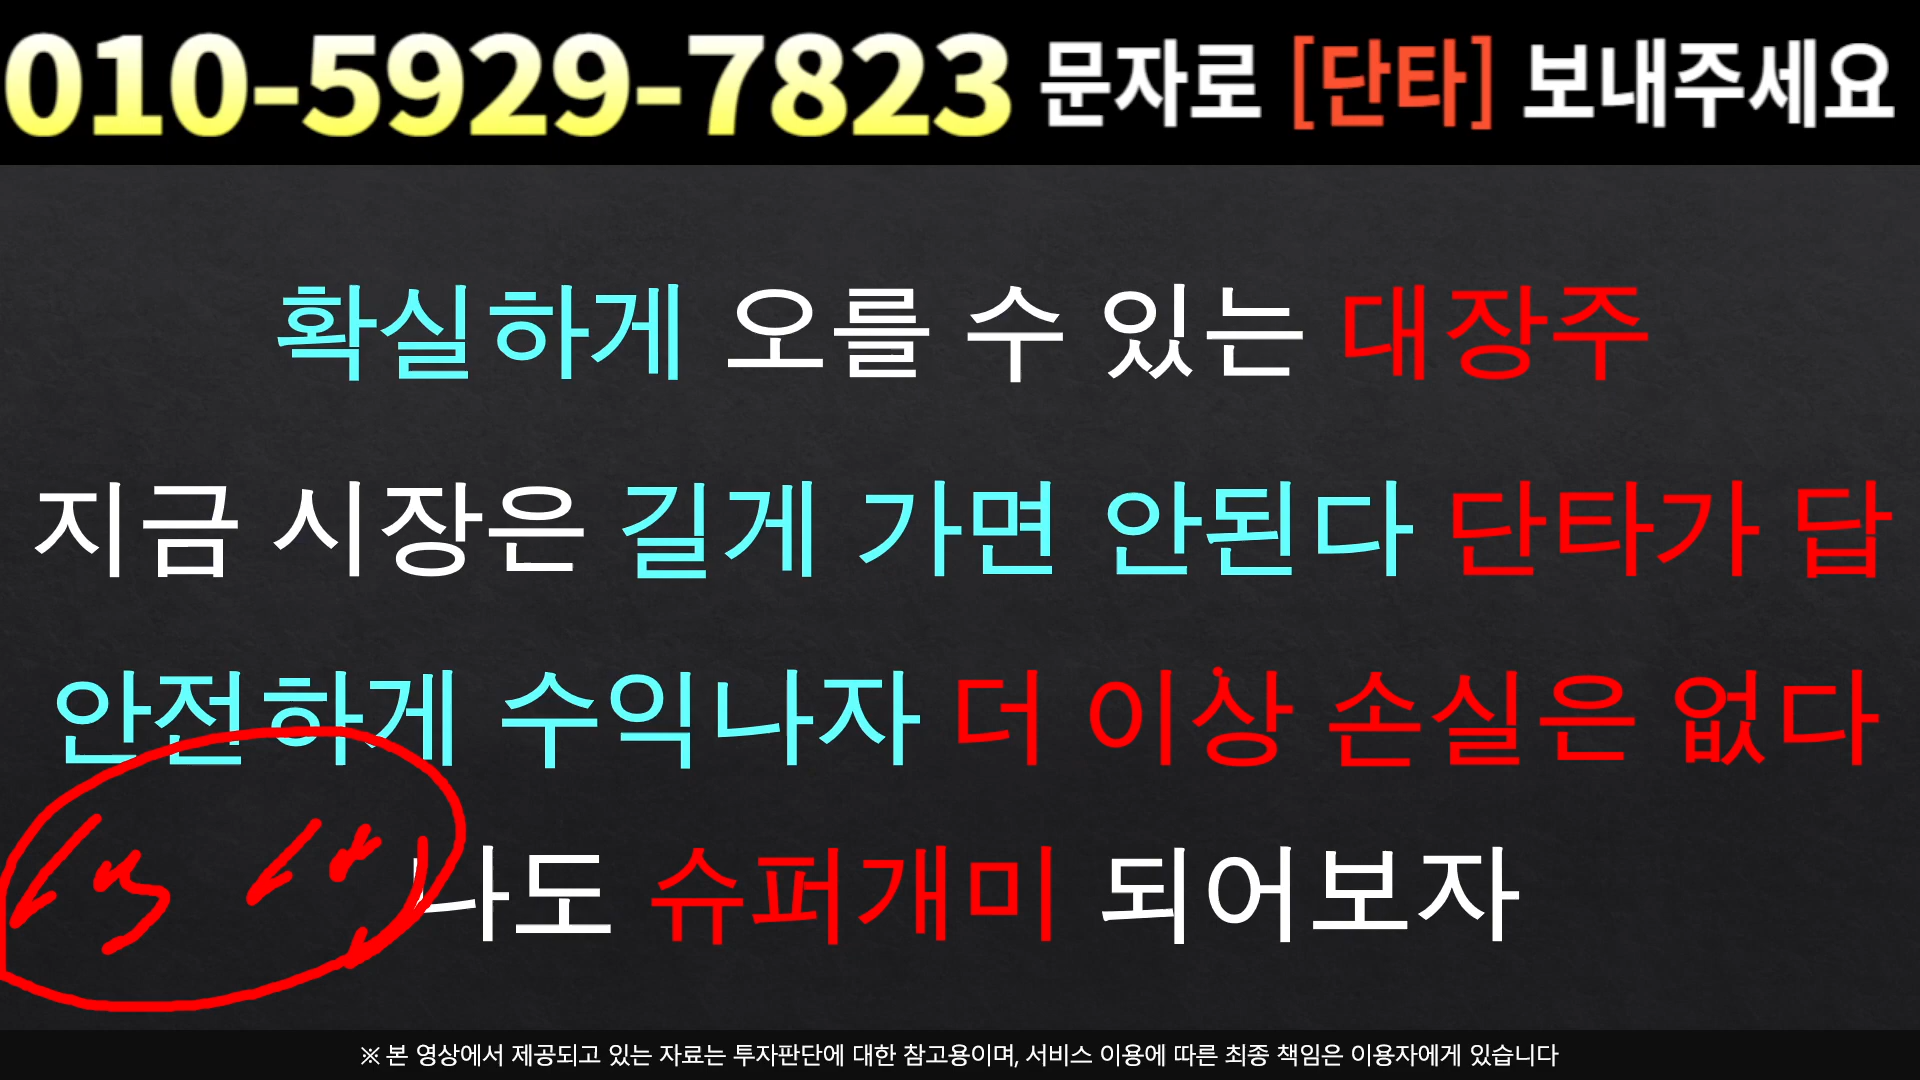 010-5929-7823 문자로 [단타] 보내주세요
확실하게 오를 수 있는 대장주
지금 시장은 길게 가면 안된다 단타가 답
안전하게 수익나자 더 이상 손실은 없다
나도 슈퍼개미 되어보자
※ 본 영상에서 제공되고 있는 자료는 투자판단에 대한 참고용이며, 서비스 이용에 따른 최종 책임은 이용자에게 있습니다